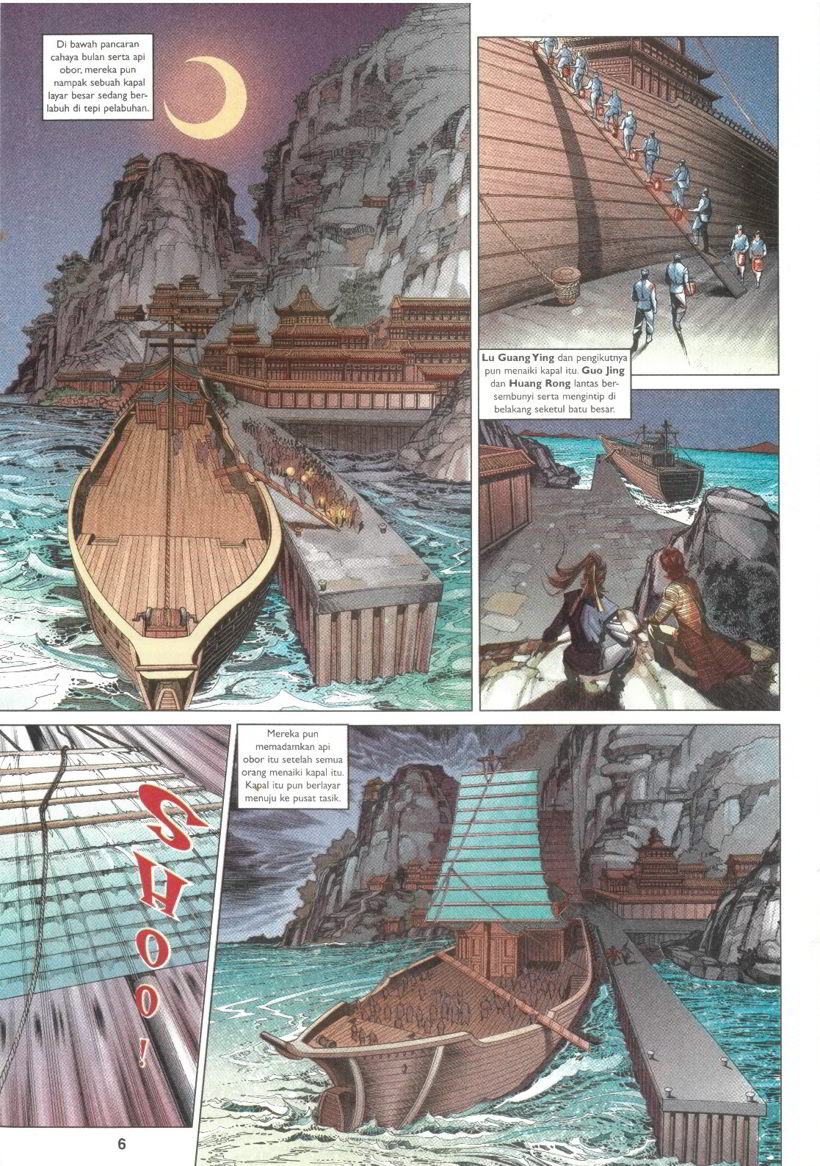 Di bawah pancaran
cahaya bulan serta api
obor, mereka pun
nampak sebuah kapal
layar besar sedang ber-
labuh di tepi pelabuhan.
Lu Guang Ying dan pengikutnya
pun menaiki kapal itu. Guo Jing
dan Huang Rong lantas ber-
sembunyi serta mengintip di
belakang seketul batu besar.
SHOO!
Mereka pun
memadamkan api
obor itu setelah semua
orang menaiki kapal itu.
Kapal itu pun berlayar
menuju ke pusat tasik.
6